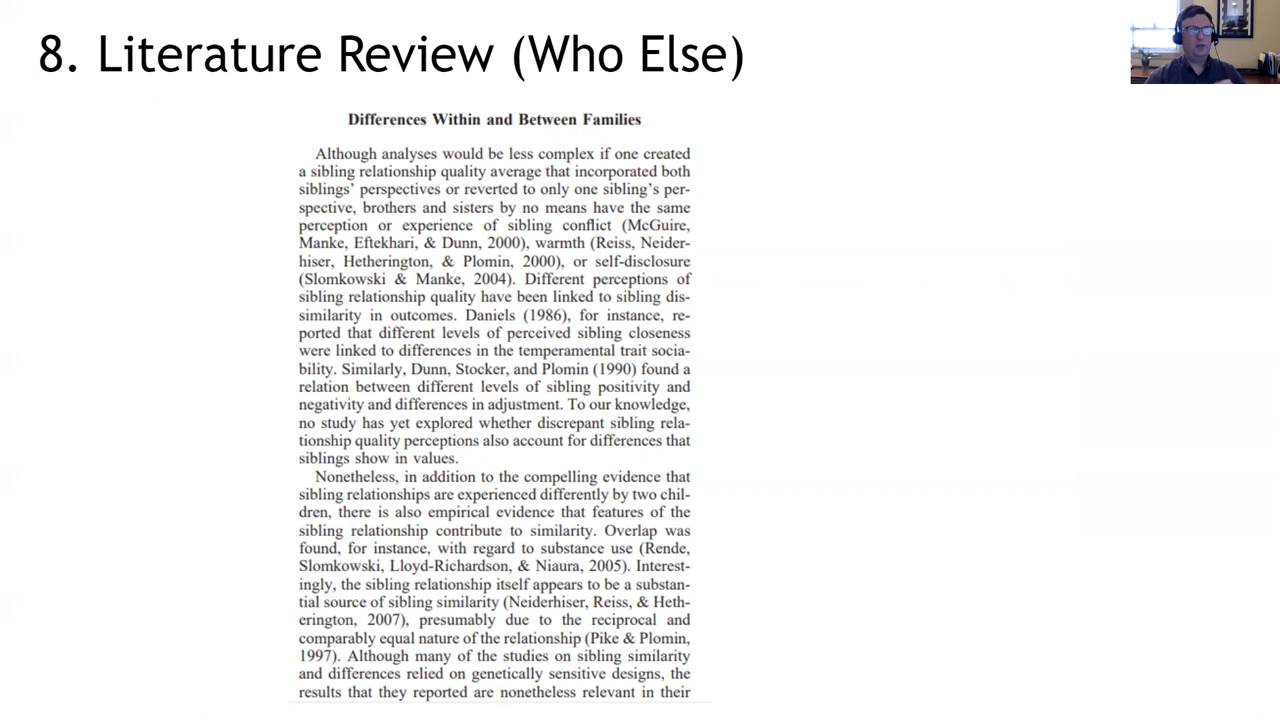 8. Literature Review (Who Else)
Differences Within and Between Families
Although analyses would be less complex if one created
a sibling relationship quality average that incorporated both
siblings' perspectives or reverted to only one sibling's per-
spective, brothers and sisters by no means have the same
perception or experience of sibling conflict (McGuire,
Manke, Eftekhari, & Dunn, 2000), warmth (Reiss, Neider-
hiser, Hetherington, & Plomin, 2000), or self-disclosure
(Slomkowski & Manke, 2004). Different perceptions of
sibling relationship quality have been linked to sibling dis-
similarity in outcomes. Daniels (1986), for instance, re-
ported that different levels of perceived sibling closeness
were linked to differences in the temperamental trait socia-
bility. Similarly, Dunn, Stocker, and Plomin (1990) found a
relation between different levels of sibling positivity and
negativity and differences in adjustment. To our knowledge,
no study has yet explored whether discrepant sibling rela-
tionship quality perceptions also account for differences that
siblings show in values.
Nonetheless, in addition to the compelling evidence that
sibling relationships are experienced differently by two chil-
dren, there is also empirical evidence that features of the
sibling relationship contribute to similarity. Overlap was
found, for instance, with regard to substance use (Rende,
Slomkowski, Lloyd-Richardson, & Niaura, 2005). Interest-
ingly, the sibling relationship itself appears to be a substan-
tial source of sibling similarity (Neiderhiser, Reiss, & Heth-
erington, 2007), presumably due to the reciprocal and
comparably equal nature of the relationship (Pike & Plomin,
1997). Although many of the studies on sibling similarity
and differences relied on genetically sensitive designs, the
results that they reported are nonetheless relevant in their